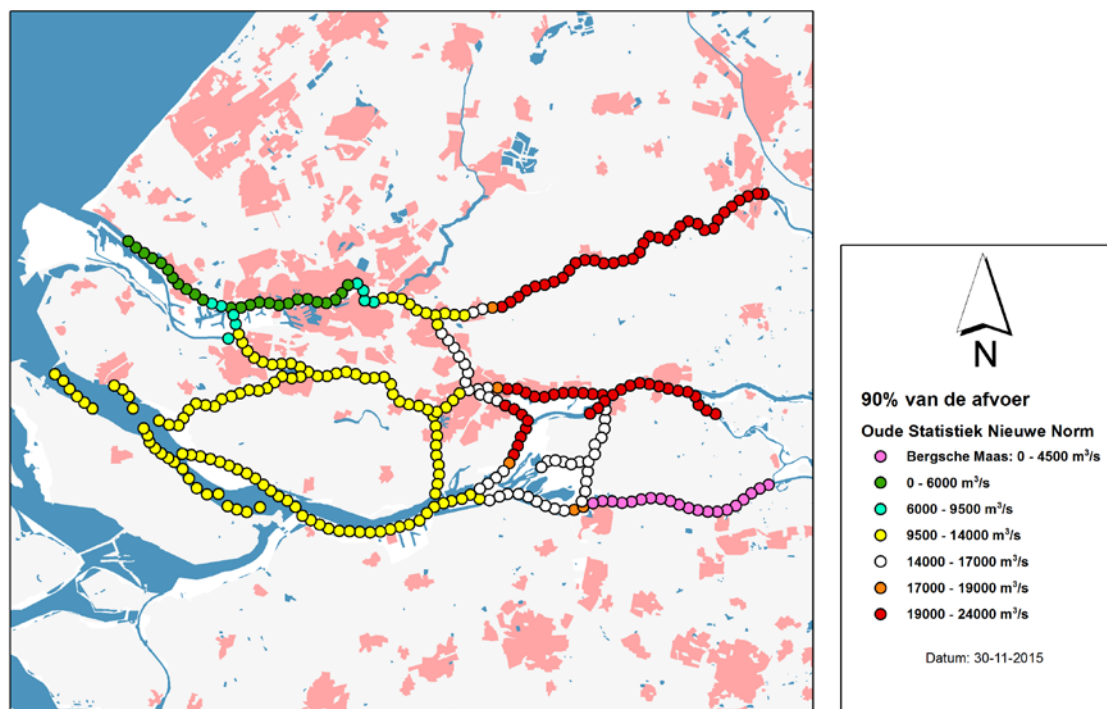 N
90% van de afvoer
Oude Statistiek Nieuwe Norm
Bergsche Maas: 0 - 4500 m³/s
0 - 6000 m³/s
6000 - 9500 m³/s
9500 - 14000 m³/s
14000 - 17000 m³/s
17000 - 19000 m³/s
19000 - 24000 m³/s
Datum: 30-11-2015